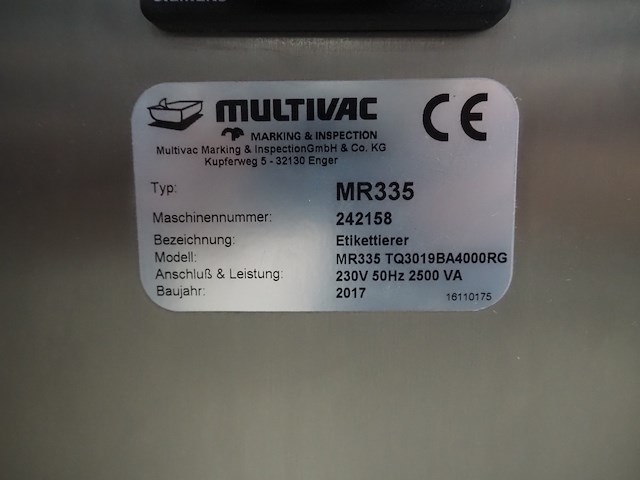 MULTIVAC
MARKING & INSPECTION
Multivac Marking & InspectionGmbH & Co. KG
Kupferweg 5 - 32130 Enger
CE
Typ: MR335
Maschinennummer: 242158
Bezeichnung: Etikettierer
Modell: MR335 TQ3019BA4000RG
Anschluß & Leistung: 230V 50Hz 2500 VA
Baujahr: 2017
16110175